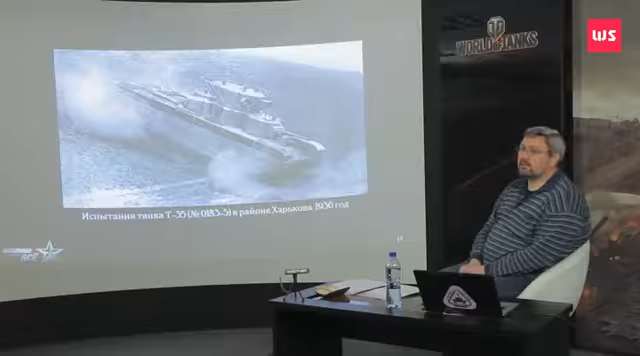 WS
WORLD OF TANKS
Испытания танка Т-35 (№ 0183-5) в районе Харькова. 1936 год